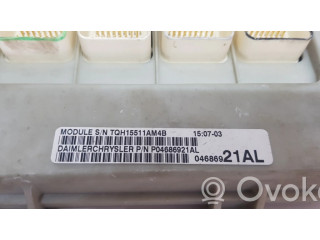 MODULE S/N TQH15511AM4B 15:07-03
DAIMLERCHRYSLER P/N P04686921AL
04686921AL
Ovoko